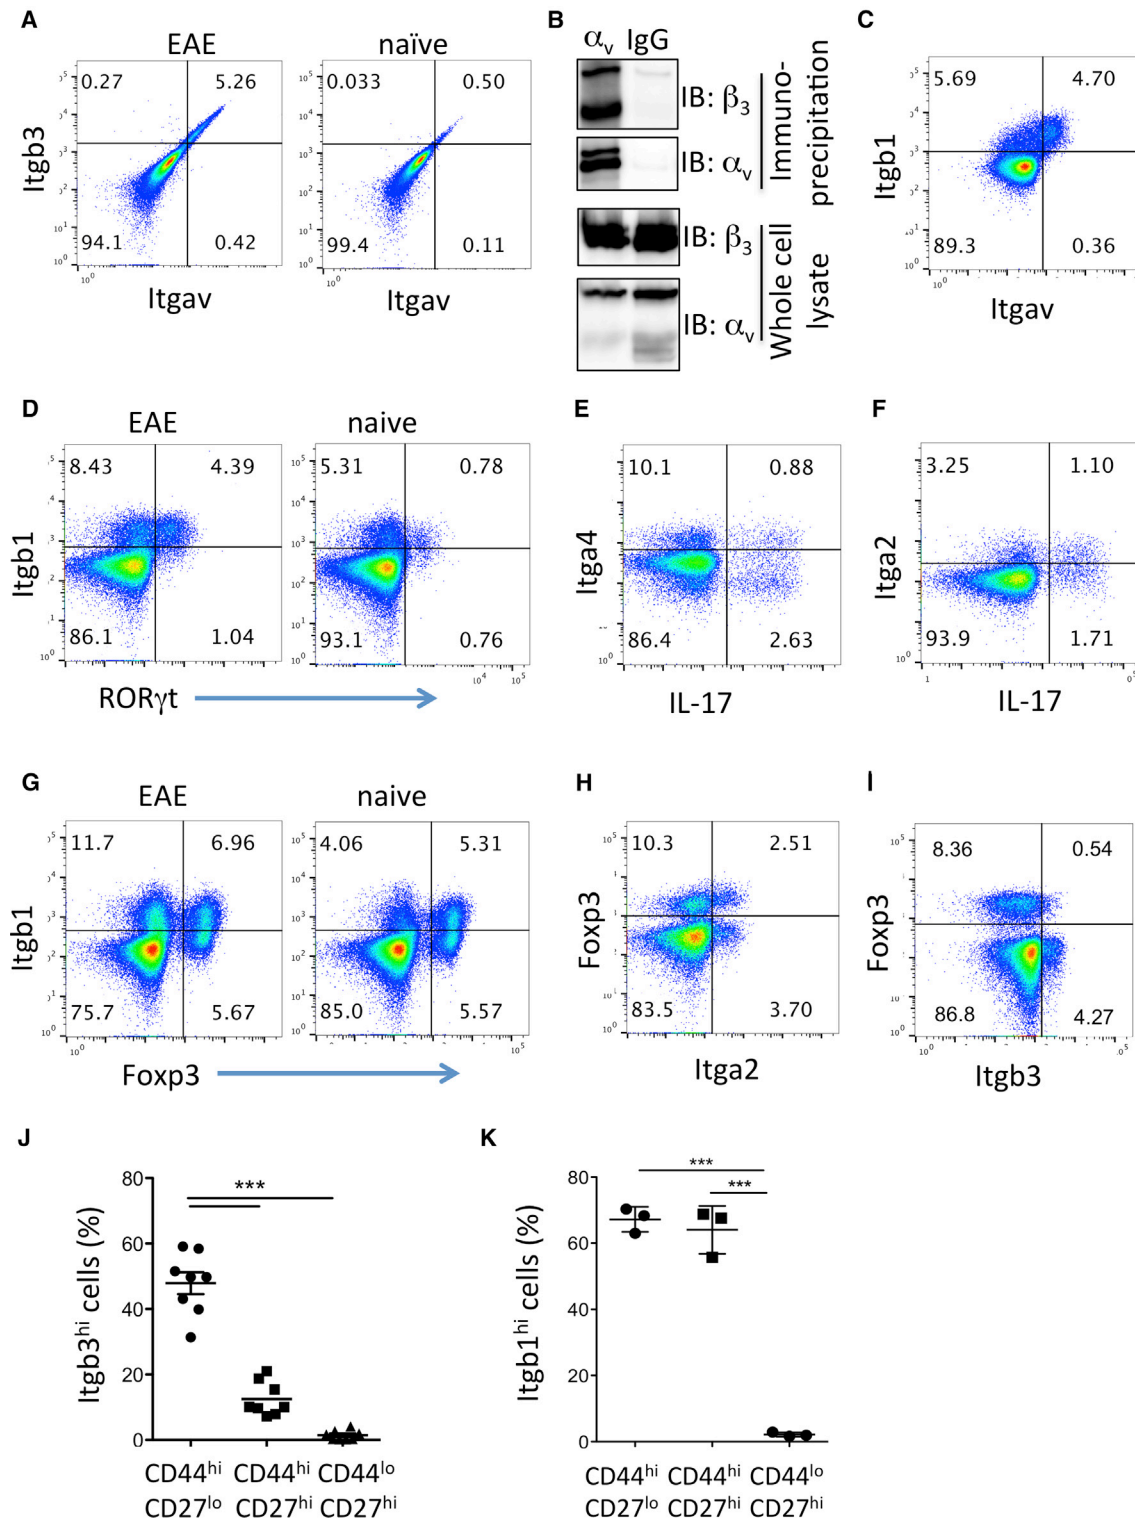 A
EAE
naïve
0.27
5.26
0.033
0.50
94.1
0.42
99.4
0.11
Itgb3
Itgav
Itgav
B
αv IgG
IB: β3
IB: αv
Immuno-
precipitation
IB: β3
IB: αv
Whole cell
lysate
C
5.69
4.70
89.3
0.36
Itgb1
Itgav
D
EAE
naive
8.43
4.39
5.31
0.78
86.1
1.04
93.1
0.76
Itgb1
RORγt
E
10.1
0.88
86.4
2.63
Itga4
IL-17
F
3.25
1.10
93.9
1.71
Itga2
IL-17
G
EAE
naive
11.7
6.96
4.06
5.31
75.7
5.67
85.0
5.57
Itgb1
Foxp3
H
10.3
2.51
83.5
3.70
Foxp3
Itga2
I
8.36
0.54
86.8
4.27
Foxp3
Itgb3
J
***
80
60
40
20
0
Itgb3hi cells (%)
CD44hi CD44hi CD44lo
CD27lo CD27hi CD27hi
K
***
***
80
60
40
20
0
Itgb1hi cells (%)
CD44hi CD44hi CD44lo
CD27lo CD27hi CD27hi